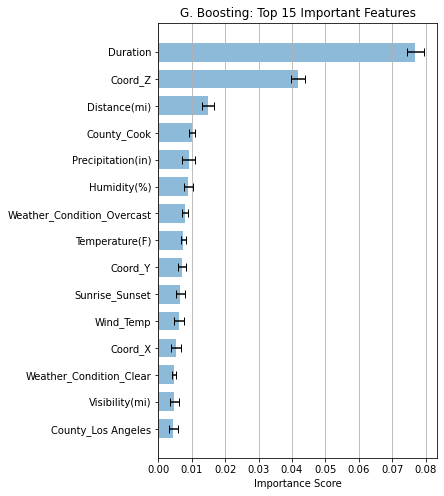 G. Boosting: Top 15 Important Features
Duration
Coord_Z
Distance(mi)
County_Cook
Precipitation(in)
Humidity(%)
Weather_Condition_Overcast
Temperature(F)
Coord_Y
Sunrise_Sunset
Wind_Temp
Coord_X
Weather_Condition_Clear
Visibility(mi)
County_Los Angeles
0.00 0.01 0.02 0.03 0.04 0.05 0.06 0.07 0.08
Importance Score